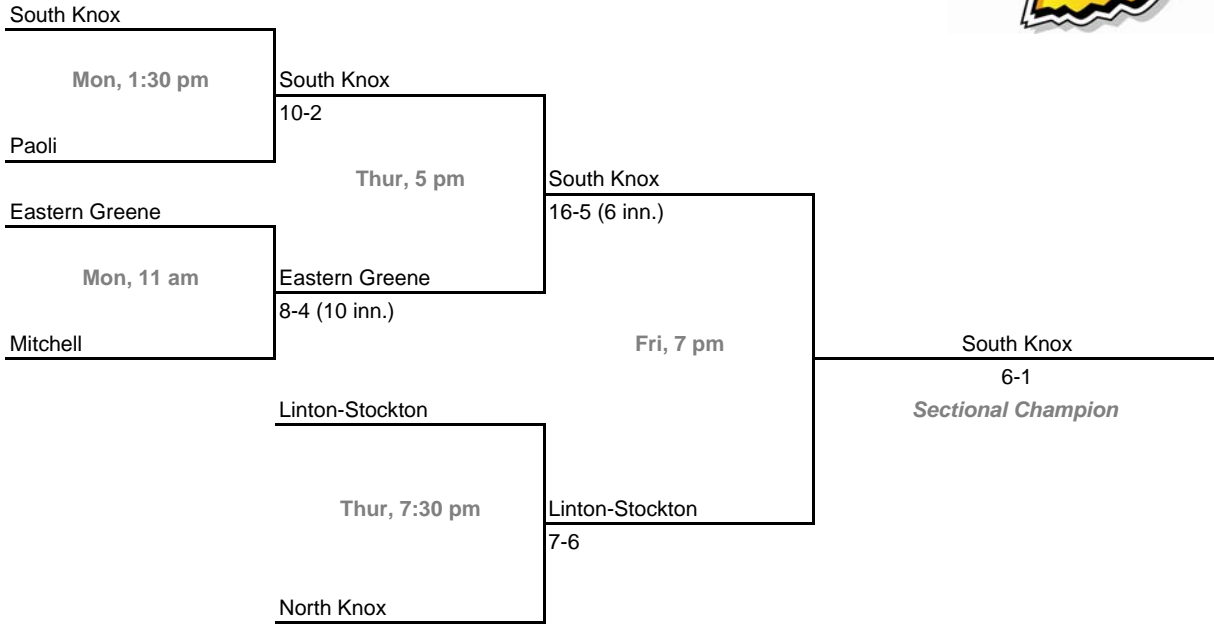 South Knox
Mon, 1:30 pm
South Knox
10-2
Paoli
Thur, 5 pm
South Knox
16-5 (6 inn.)
Eastern Greene
Mon, 11 am
Eastern Greene
8-4 (10 inn.)
Mitchell
Fri, 7 pm
South Knox
6-1
Sectional Champion
Linton-Stockton
Thur, 7:30 pm
Linton-Stockton
7-6
North Knox